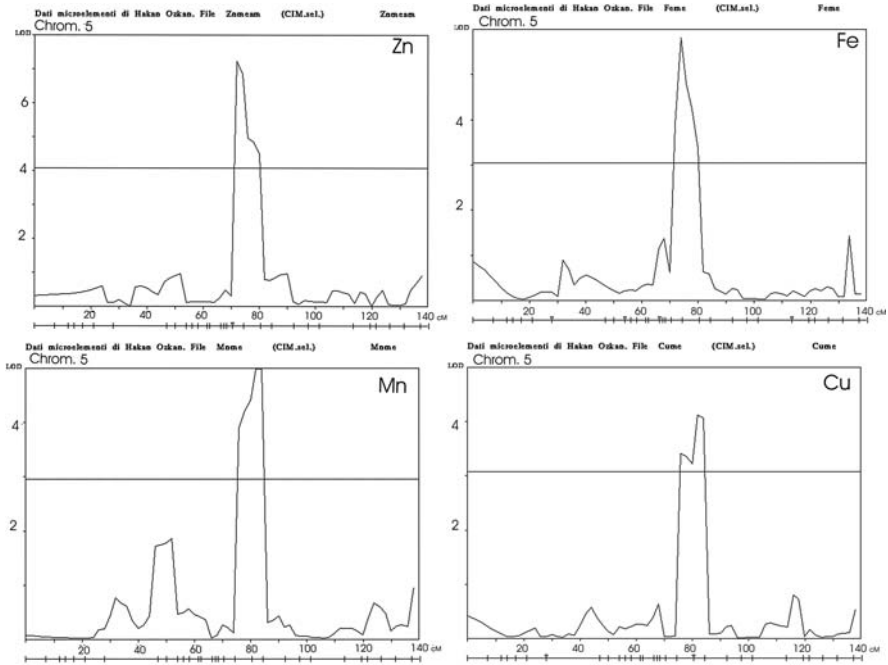 Dati microelementi di Hakan Ozkan. File Znmeam (CIM.sel.) Znmeam
Chrom. 5
LOD
Zn
6
4
2
20 40 60 80 100 120 140 cM
Dati microelementi di Hakan Ozkan. File Feme (CIM.sel.) Feme
Chrom. 5
LOD
Fe
4
2
20 40 60 80 100 120 140 cM
Dati microelementi di Hakan Ozkan. File Mnme (CIM.sel.) Mnme
Chrom. 5
LOD
Mn
4
2
20 40 60 80 100 120 140 cM
Dati microelementi di Hakan Ozkan. File Cume (CIM.sel.) Cume
Chrom. 5
LOD
Cu
4
2
20 40 60 80 100 120 140 cM